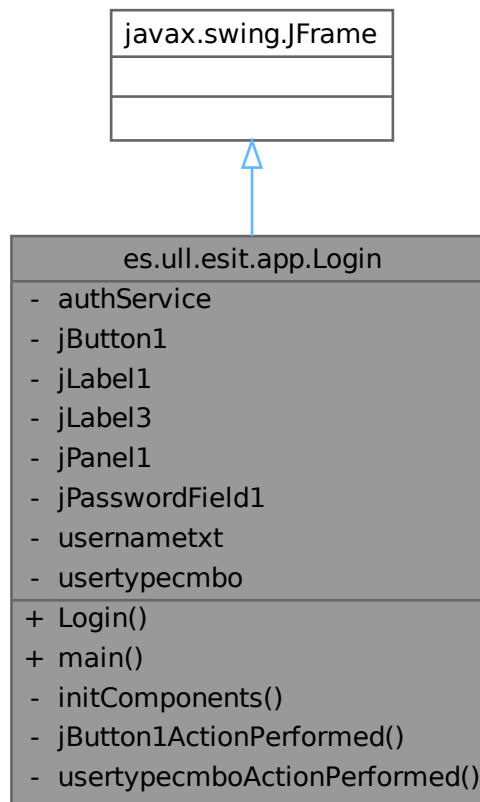 javax.swing.JFrame
es.ull.esit.app.Login
- authService
- jButton1
- jLabel1
- jLabel3
- jPanel1
- jPasswordField1
- usernametxt
- usertypecmbo
+ Login()
+ main()
- initComponents()
- jButton1ActionPerformed()
- usertypecmboActionPerformed()